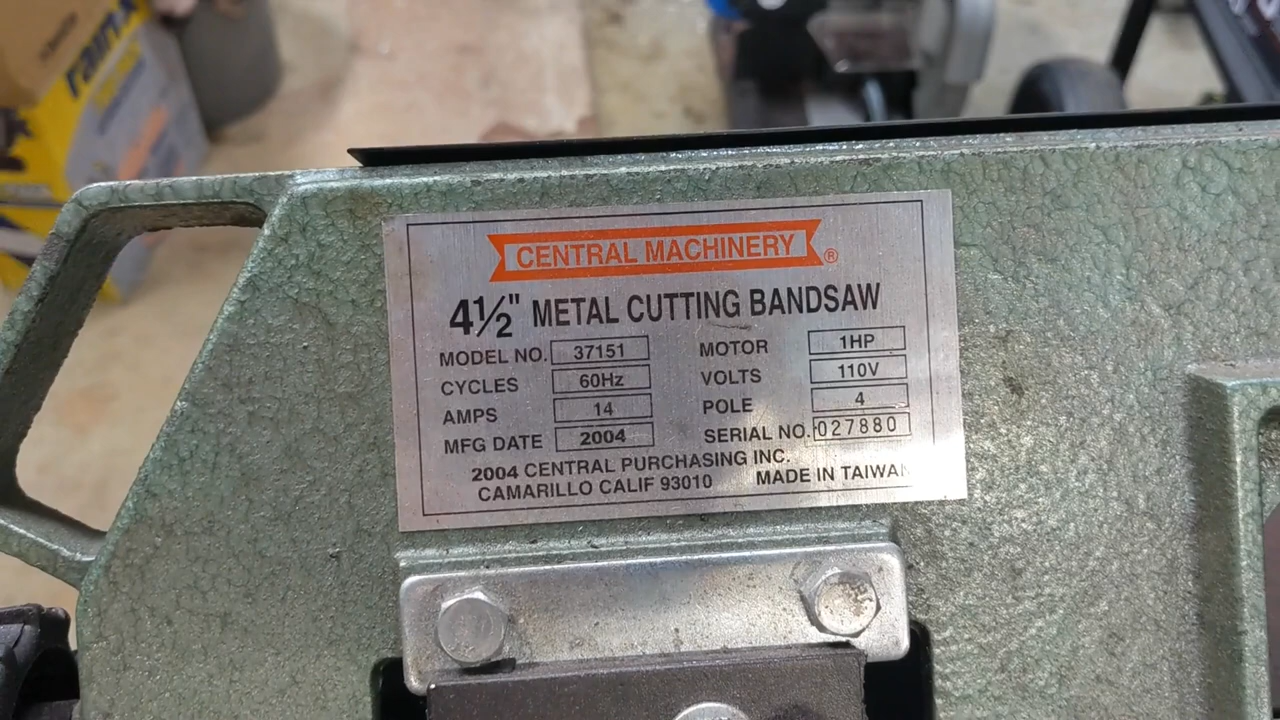 RainX
CENTRAL MACHINERY ®
4½" METAL CUTTING BANDSAW
MODEL NO. 37151 MOTOR 1HP
CYCLES 60Hz VOLTS 110V
AMPS 14 POLE 4
MFG DATE 2004 SERIAL NO. 027880
2004 CENTRAL PURCHASING INC.
CAMARILLO CALIF 93010 MADE IN TAIWAN